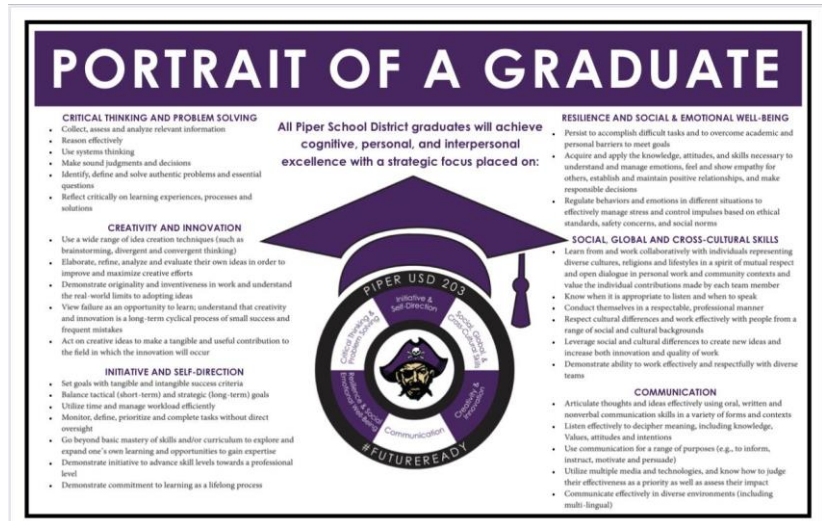 PORTRAIT OF A GRADUATE
CRITICAL THINKING AND PROBLEM SOLVING
• Collect, assess and analyze relevant information
• Reason effectively
• Use systems thinking
• Make sound judgments and decisions
• Identify, define and solve authentic problems and essential
questions
• Reflect critically on learning experiences, processes and
solutions
CREATIVITY AND INNOVATION
• Use a wide range of idea creation techniques (such as
brainstorming, divergent and convergent thinking)
• Elaborate, refine, analyze and evaluate their own ideas in order to
improve and maximize creative efforts
• Demonstrate originality and inventiveness in work and understand
the real-world limits to adopting ideas
• View failure as an opportunity to learn; understand that creativity
and innovation is a long-term cyclical process of small success and
frequent mistakes
• Act on creative ideas to make a tangible and useful contribution to
the field in which the innovation will occur
INITIATIVE AND SELF-DIRECTION
• Set goals with tangible and intangible success criteria
• Balance tactical (short-term) and strategic (long-term) goals
• Utilize time and manage workload efficiently
• Monitor, define, prioritize and complete tasks without direct
oversight
• Go beyond basic mastery of skills and/or curriculum to explore and
expand one's own learning and opportunities to gain expertise
• Demonstrate initiative to advance skill levels towards a professional
level
• Demonstrate commitment to learning as a lifelong process
All Piper School District graduates will achieve
cognitive, personal, and interpersonal
excellence with a strategic focus placed on:
PIPER USD 203
Initiative &
Self-Direction
Social, Global, &
Cross-Cultural Skills
Creativity &
Innovation
Communication
Resilience & Social
Emotional Well-Being
Critical Thinking &
Problem Solving
#FUTUREREADY
RESILIENCE AND SOCIAL & EMOTIONAL WELL-BEING
• Persist to accomplish difficult tasks and to overcome academic and
personal barriers to meet goals
• Acquire and apply the knowledge, attitudes, and skills necessary to
understand and manage emotions, feel and show empathy for
others, establish and maintain positive relationships, and make
responsible decisions
• Regulate behaviors and emotions in different situations to
effectively manage stress and control impulses based on ethical
standards, safety concerns, and social norms
SOCIAL, GLOBAL AND CROSS-CULTURAL SKILLS
• Learn from and work collaboratively with individuals representing
diverse cultures, religions and lifestyles in a spirit of mutual respect
and open dialogue in personal work and community contexts and
value the individual contributions made by each team member
• Know when it is appropriate to listen and when to speak
• Conduct themselves in a respectable, professional manner
• Respect cultural differences and work effectively with people from a
range of social and cultural backgrounds
• Leverage social and cultural differences to create new ideas and
increase both innovation and quality of work
• Demonstrate ability to work effectively and respectfully with diverse
teams
COMMUNICATION
• Articulate thoughts and ideas effectively using oral, written and
nonverbal communication skills in a variety of forms and contexts
• Listen effectively to decipher meaning, including knowledge,
Values, attitudes and intentions
• Use communication for a range of purposes (e.g., to inform,
instruct, motivate and persuade)
• Utilize multiple media and technologies, and know how to judge
their effectiveness as a priority as well as assess their impact
• Communicate effectively in diverse environments (including
multi-lingual)